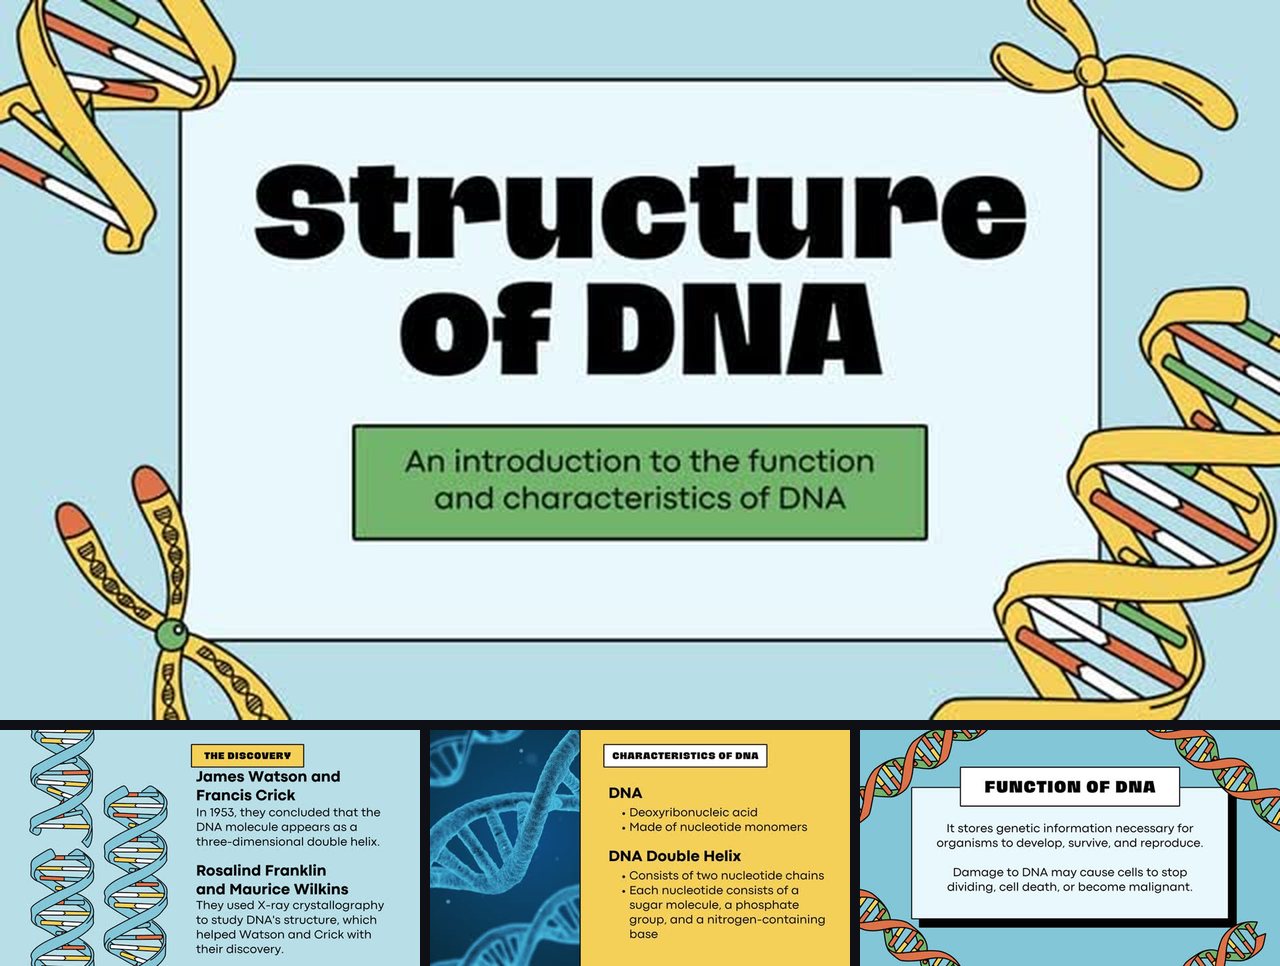 Structure
of DNA
An introduction to the function
and characteristics of DNA
THE DISCOVERY
James Watson and
Francis Crick
In 1953, they concluded that the
DNA molecule appears as a
three-dimensional double helix.
Rosalind Franklin
and Maurice Wilkins
They used X-ray crystallography
to study DNA's structure, which
helped Watson and Crick with
their discovery.
CHARACTERISTICS OF DNA
DNA
• Deoxyribonucleic acid
• Made of nucleotide monomers
DNA Double Helix
• Consists of two nucleotide chains
• Each nucleotide consists of a
sugar molecule, a phosphate
group, and a nitrogen-containing
base
FUNCTION OF DNA
It stores genetic information necessary for
organisms to develop, survive, and reproduce.
Damage to DNA may cause cells to stop
dividing, cell death, or become malignant.